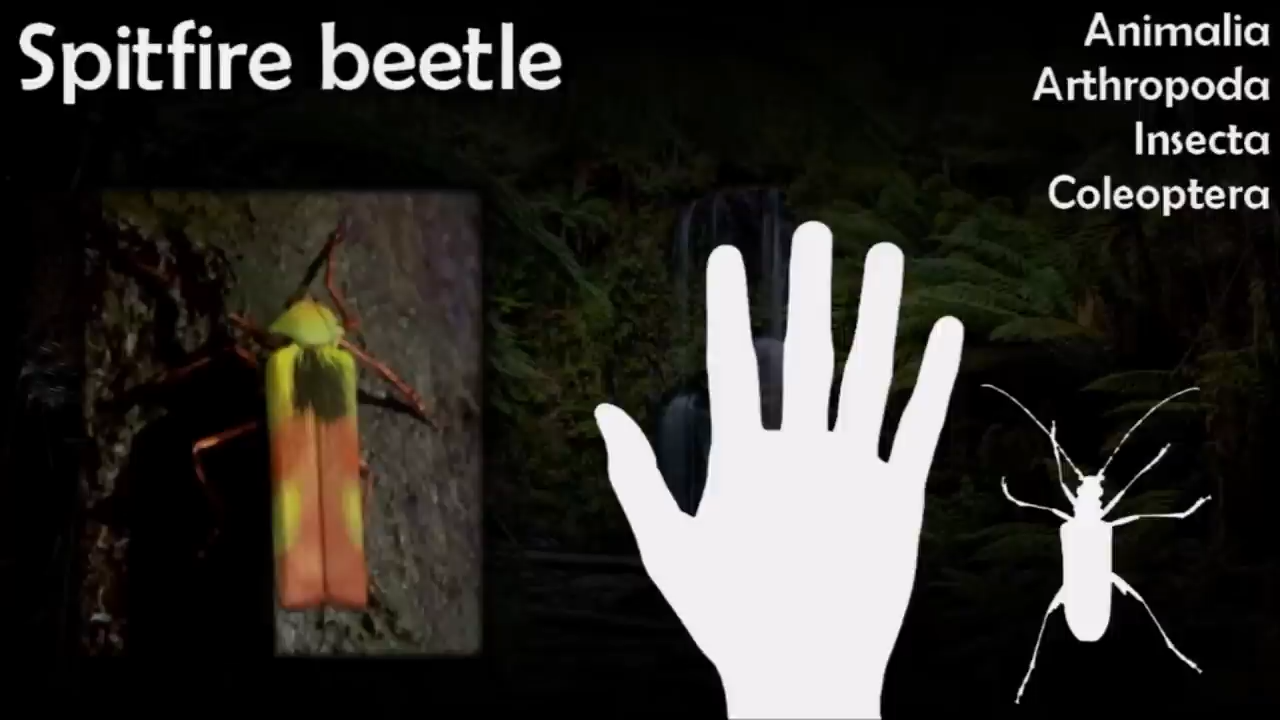 Spitfire beetle
Animalia
Arthropoda
Insecta
Coleoptera